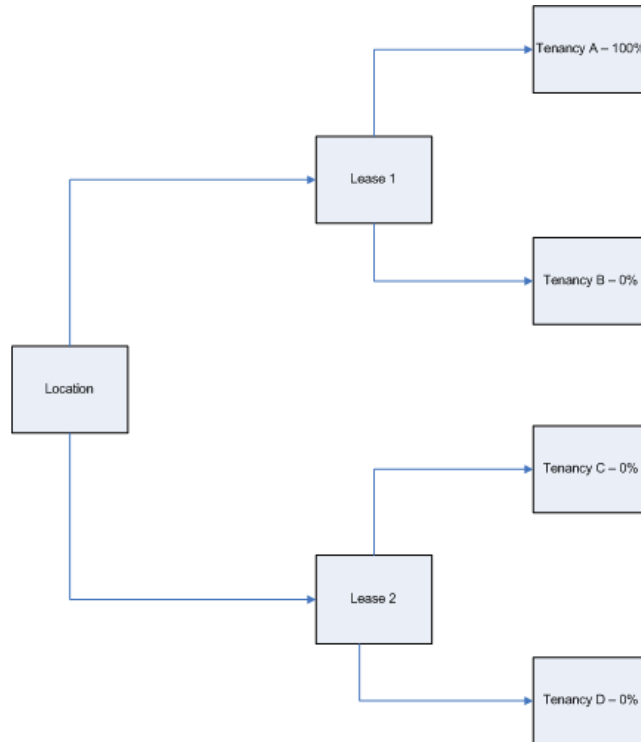 Tenancy A – 100%
Lease 1
Tenancy B – 0%
Location
Tenancy C – 0%
Lease 2
Tenancy D – 0%